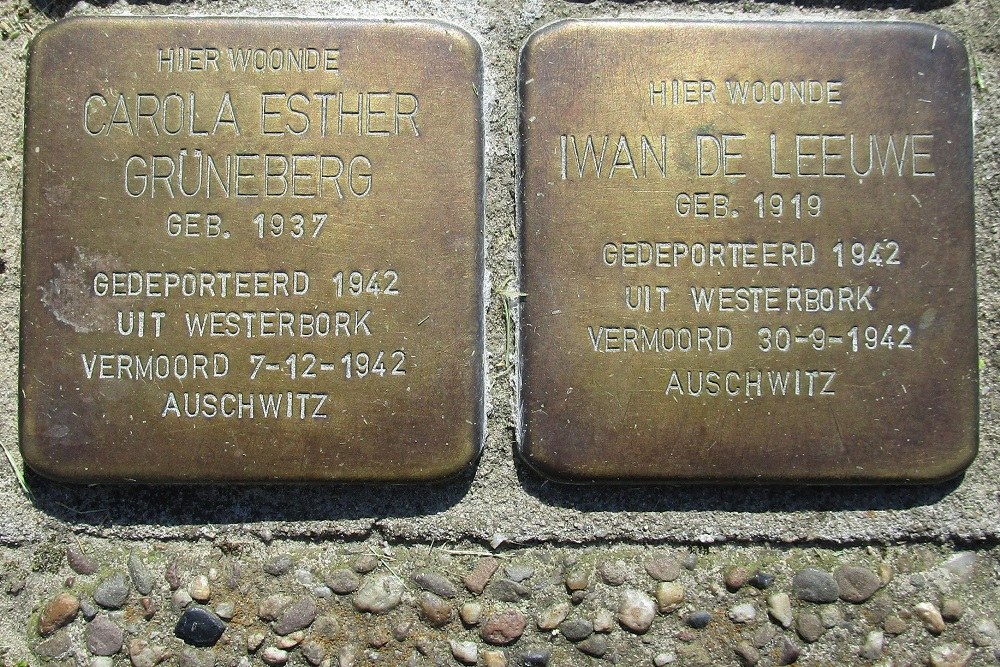 HIER WOONDE
CAROLA ESTHER
GRÜNEBERG
GEB. 1937
GEDEPORTEERD 1942
UIT WESTERBORK
VERMOORD 7-12-1942
AUSCHWITZ
HIER WOONDE
IWAN DE LEEUWE
GEB. 1919
GEDEPORTEERD 1942
UIT WESTERBORK
VERMOORD 30-9-1942
AUSCHWITZ